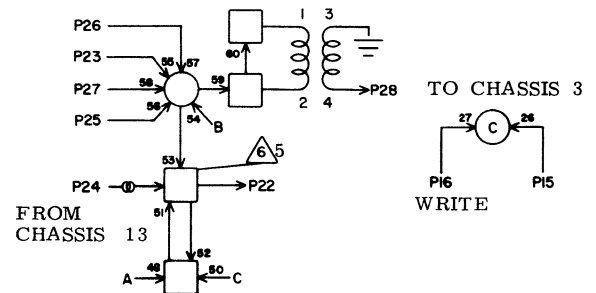 P26
1 3
P23
55 57
60
P27
58 59
2 4
P28
TO CHASSIS 3
P25
56 54
B
27 C 26
53
6 5
P24
P22
P16 P15
WRITE
FROM
CHASSIS 13
51
52
A 48 50 C